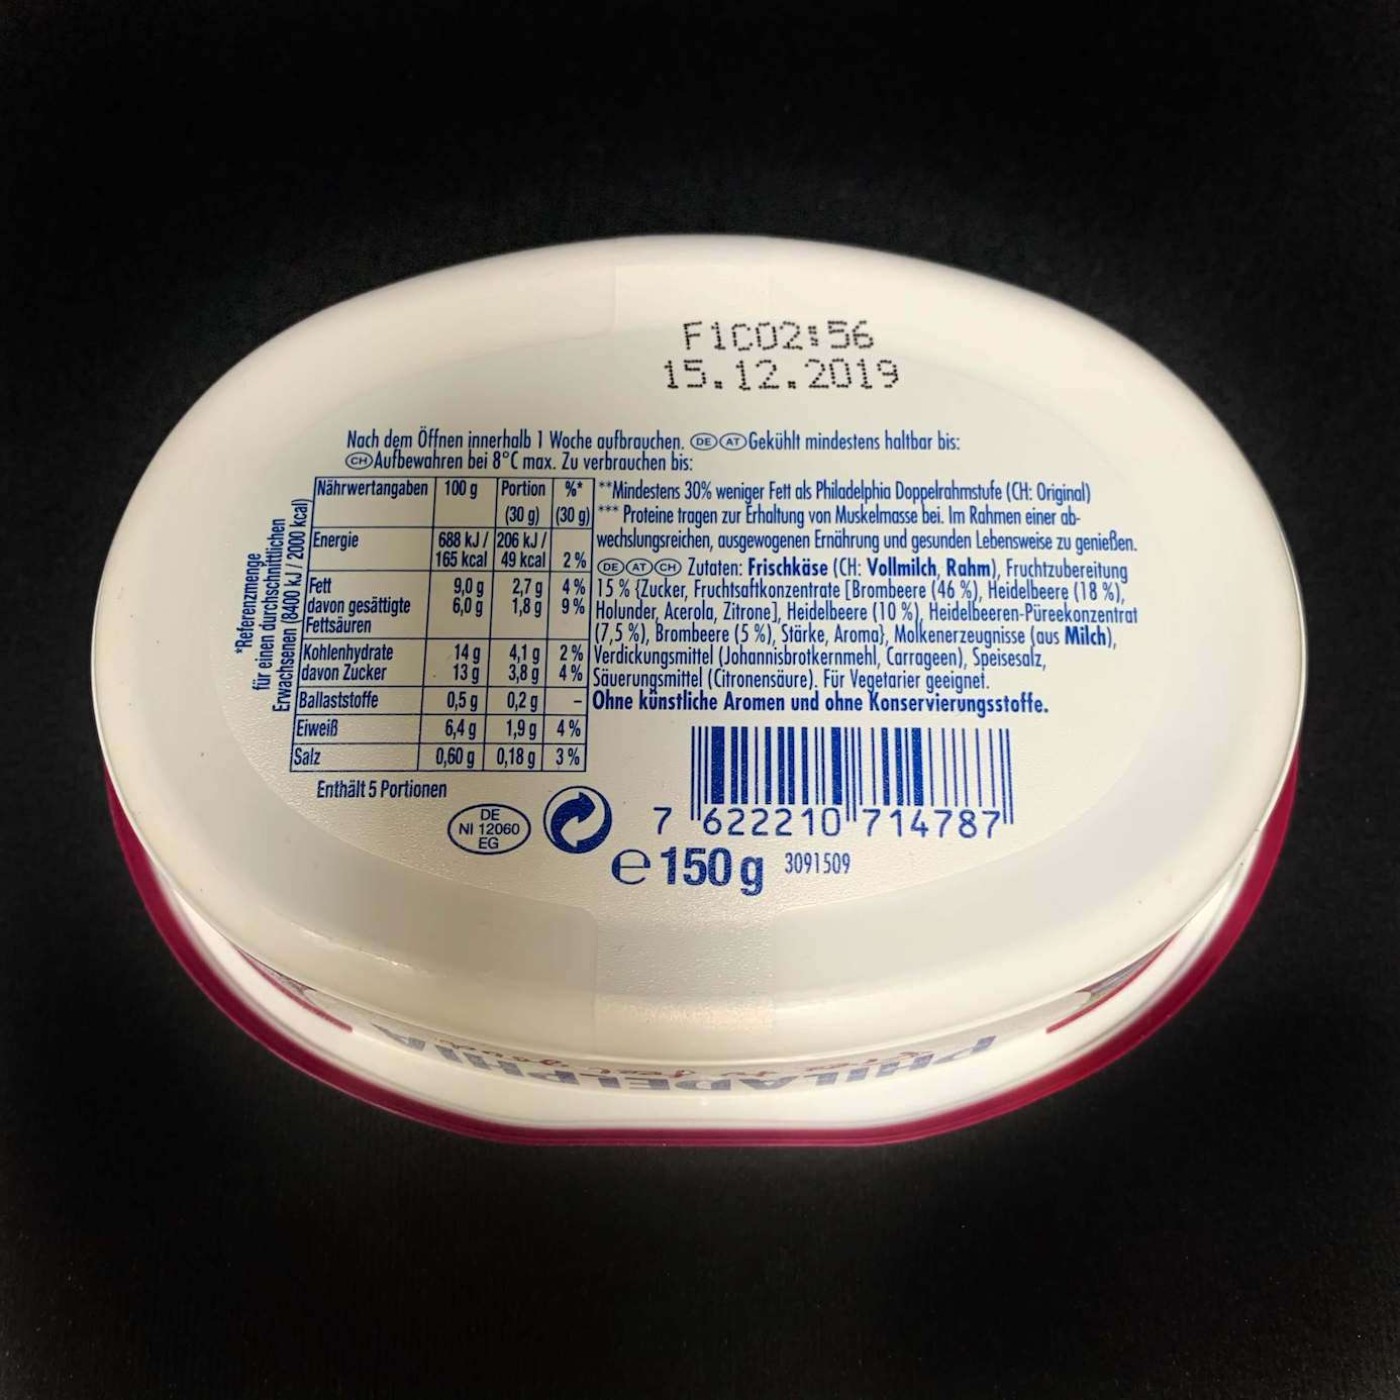 F1C02:56
15.12.2019
Nach dem Öffnen innerhalb 1 Woche aufbrauchen. DE AT Gekühlt mindestens haltbar bis:
CH Aufbewahren bei 8°C max. Zu verbrauchen bis:
*Referenzmenge
für einen durchschnittlichen
Erwachsenen (8400 kJ / 2000 kcal)
Nährwertangaben 100 g Portion %*
(30 g) (30 g)
Energie 688 kJ / 206 kJ /
165 kcal 49 kcal 2 %
Fett 9,0 g 2,7 g 4 %
davon gesättigte 6,0 g 1,8 g 9 %
Fettsäuren
Kohlenhydrate 14 g 4,1 g 2 %
davon Zucker 13 g 3,8 g 4 %
Ballaststoffe 0,5 g 0,2 g –
Eiweiß 6,4 g 1,9 g 4 %
Salz 0,60 g 0,18 g 3 %
Enthält 5 Portionen
**Mindestens 30% weniger Fett als Philadelphia Doppelrahmstufe (CH: Original)
*** Proteine tragen zur Erhaltung von Muskelmasse bei. Im Rahmen einer ab-
wechslungsreichen, ausgewogenen Ernährung und gesunden Lebensweise zu genießen.
DE AT CH Zutaten: Frischkäse (CH: Vollmilch, Rahm), Fruchtzubereitung
15 % {Zucker, Fruchtsaftkonzentrat [Brombeere (46 %), Heidelbeere (18 %),
Holunder, Acerola, Zitrone], Heidelbeere (10 %), Heidelbeeren-Püreekonzentrat
(7,5 %), Brombeere (5 %), Stärke, Aroma}, Molkenerzeugnisse (aus Milch),
Verdickungsmittel (Johannisbrotkernmehl, Carrageen), Speisesalz,
Säuerungsmittel (Citronensäure). Für Vegetarier geeignet.
Ohne künstliche Aromen und ohne Konservierungsstoffe.
DE
NI 12060
EG
7 622210 714787
e 150 g 3091509
PHILADELPHIA